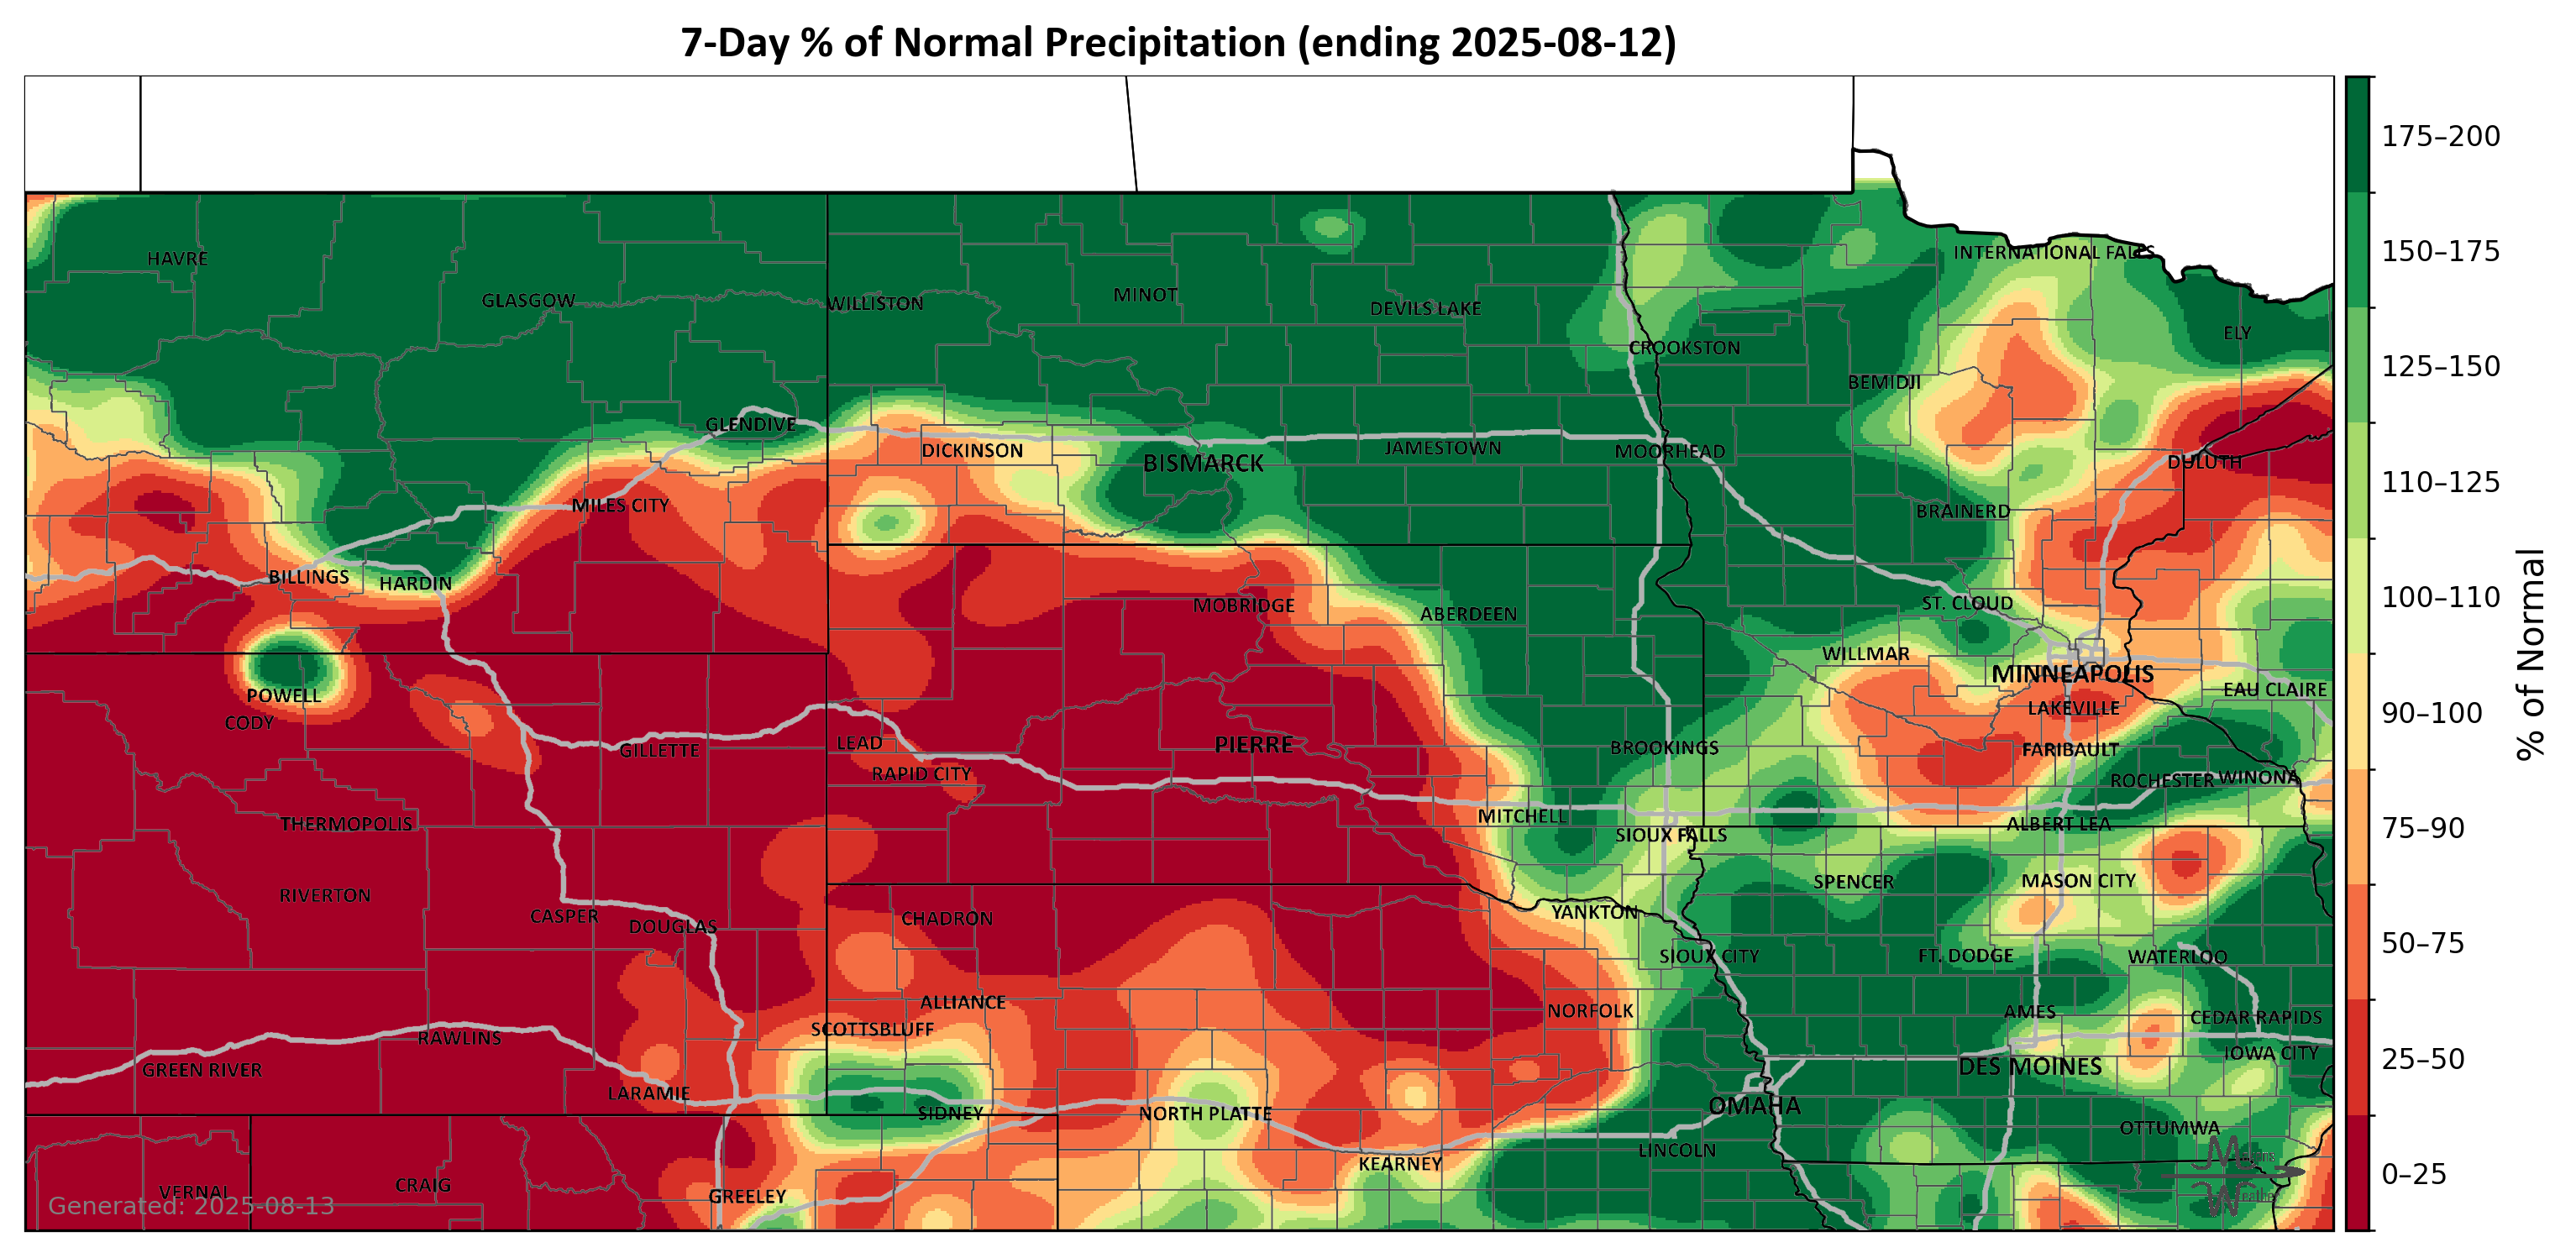 7-Day % of Normal Precipitation (ending 2025-08-12)
175–200
150–175
125–150
110–125
100–110
90–100
75–90
50–75
25–50
0–25
% of Normal
HAVRE
GLASGOW
WILLISTON
MINOT
DEVILS LAKE
INTERNATIONAL FALLS
ELY
CROOKSTON
BEMIDJI
GLENDIVE
DICKINSON
BISMARCK
JAMESTOWN
MOORHEAD
DULUTH
MILES CITY
BRAINERD
BILLINGS
HARDIN
MOBRIDGE
ABERDEEN
ST. CLOUD
WILLMAR
MINNEAPOLIS
EAU CLAIRE
POWELL
CODY
LAKEVILLE
GILLETTE
LEAD
PIERRE
BROOKINGS
FARIBAULT
RAPID CITY
ROCHESTER
WINONA
THERMOPOLIS
MITCHELL
SIOUX FALLS
ALBERT LEA
RIVERTON
SPENCER
MASON CITY
CASPER
DOUGLAS
CHADRON
YANKTON
SIOUX CITY
FT. DODGE
WATERLOO
ALLIANCE
NORFOLK
AMES
CEDAR RAPIDS
SCOTTSBLUFF
RAWLINS
GREEN RIVER
DES MOINES
IOWA CITY
LARAMIE
SIDNEY
NORTH PLATTE
OMAHA
OTTUMWA
LINCOLN
KEARNEY
VERNAL
CRAIG
GREELEY
Generated: 2025-08-13